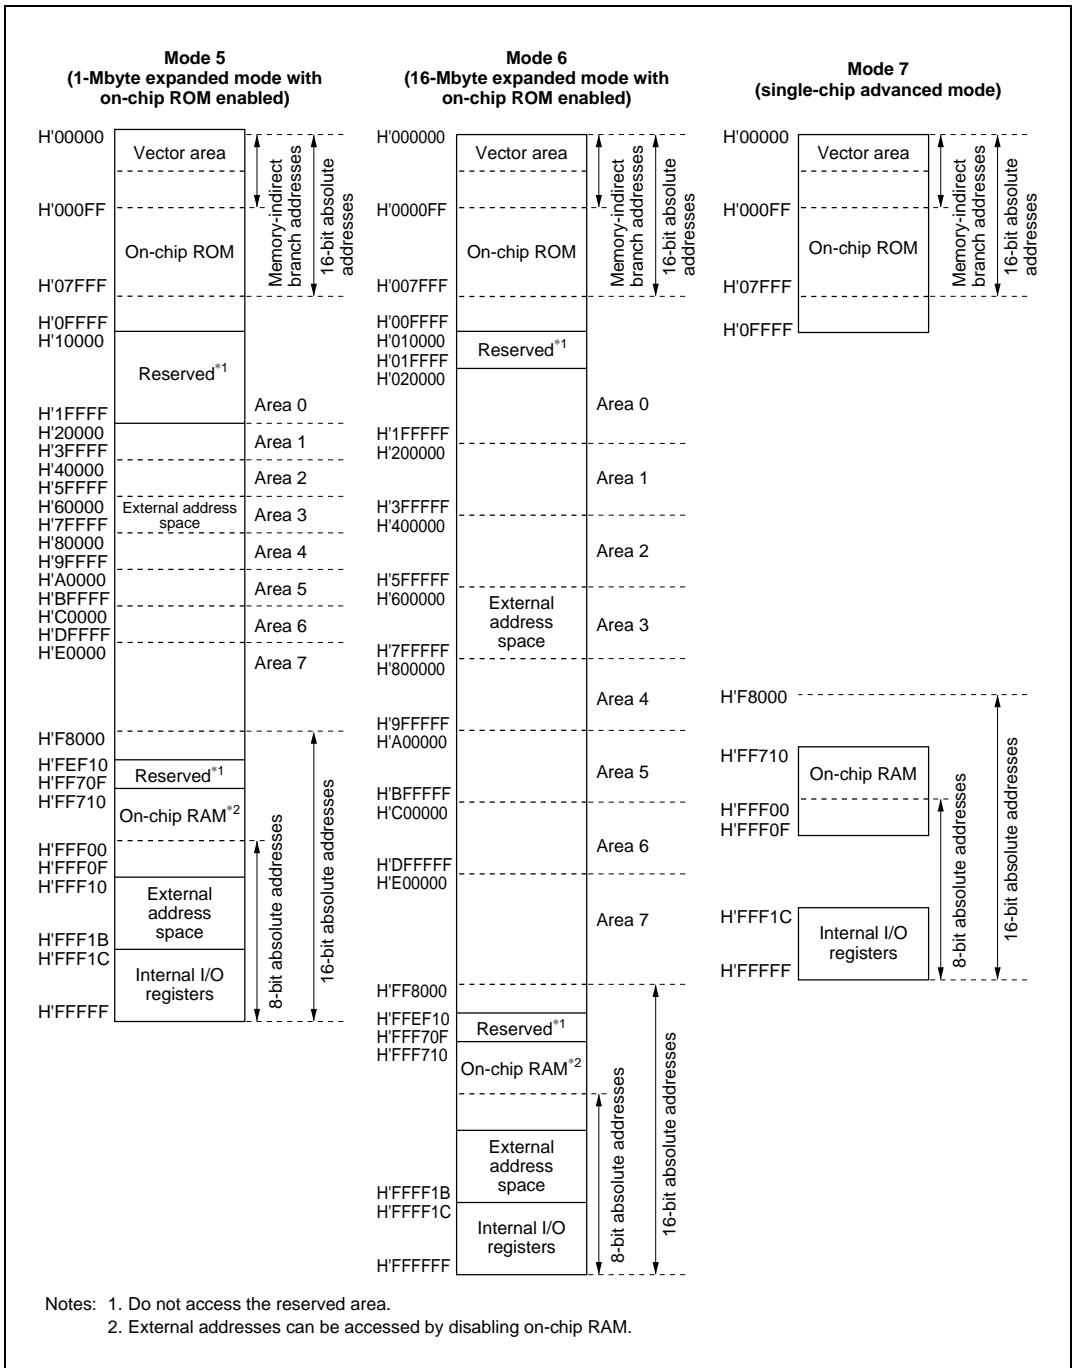 Mode 5
(1-Mbyte expanded mode with
on-chip ROM enabled)
H'00000
Vector area
H'000FF
On-chip ROM
H'07FFF
H'0FFFF
H'10000
Reserved*1
H'1FFFF
Area 0
H'20000
Area 1
H'3FFFF
H'40000
Area 2
H'5FFFF
H'60000
External address
space
Area 3
H'7FFFF
H'80000
Area 4
H'9FFFF
H'A0000
Area 5
H'BFFFF
H'C0000
Area 6
H'DFFFF
H'E0000
Area 7
H'F8000
H'FEF10
Reserved*1
H'FF70F
H'FF710
On-chip RAM*2
H'FFF00
H'FFF0F
H'FFF10
External
address
space
H'FFF1B
H'FFF1C
Internal I/O
registers
H'FFFFF
Memory-indirect
branch addresses
16-bit absolute
addresses
8-bit absolute addresses
16-bit absolute addresses
Mode 6
(16-Mbyte expanded mode with
on-chip ROM enabled)
H'000000
Vector area
H'0000FF
On-chip ROM
H'007FFF
H'00FFFF
H'010000
Reserved*1
H'01FFFF
H'020000
Area 0
H'1FFFFF
H'200000
Area 1
H'3FFFFF
H'400000
Area 2
H'5FFFFF
H'600000
External
address
space
Area 3
H'7FFFFF
H'800000
Area 4
H'9FFFFF
H'A00000
Area 5
H'BFFFFF
H'C00000
Area 6
H'DFFFFF
H'E00000
Area 7
H'FF8000
H'FFEF10
Reserved*1
H'FFF70F
H'FFF710
On-chip RAM*2
External
address
space
H'FFFF1B
H'FFFF1C
Internal I/O
registers
H'FFFFFF
Memory-indirect
branch addresses
16-bit absolute
addresses
8-bit absolute addresses
16-bit absolute addresses
Mode 7
(single-chip advanced mode)
H'00000
Vector area
H'000FF
On-chip ROM
H'07FFF
H'0FFFF
Memory-indirect
branch addresses
16-bit absolute
addresses
H'F8000
H'FF710
On-chip RAM
H'FFF00
H'FFF0F
H'FFF1C
Internal I/O
registers
H'FFFFF
8-bit absolute addresses
16-bit absolute addresses
Notes: 1. Do not access the reserved area.
2. External addresses can be accessed by disabling on-chip RAM.